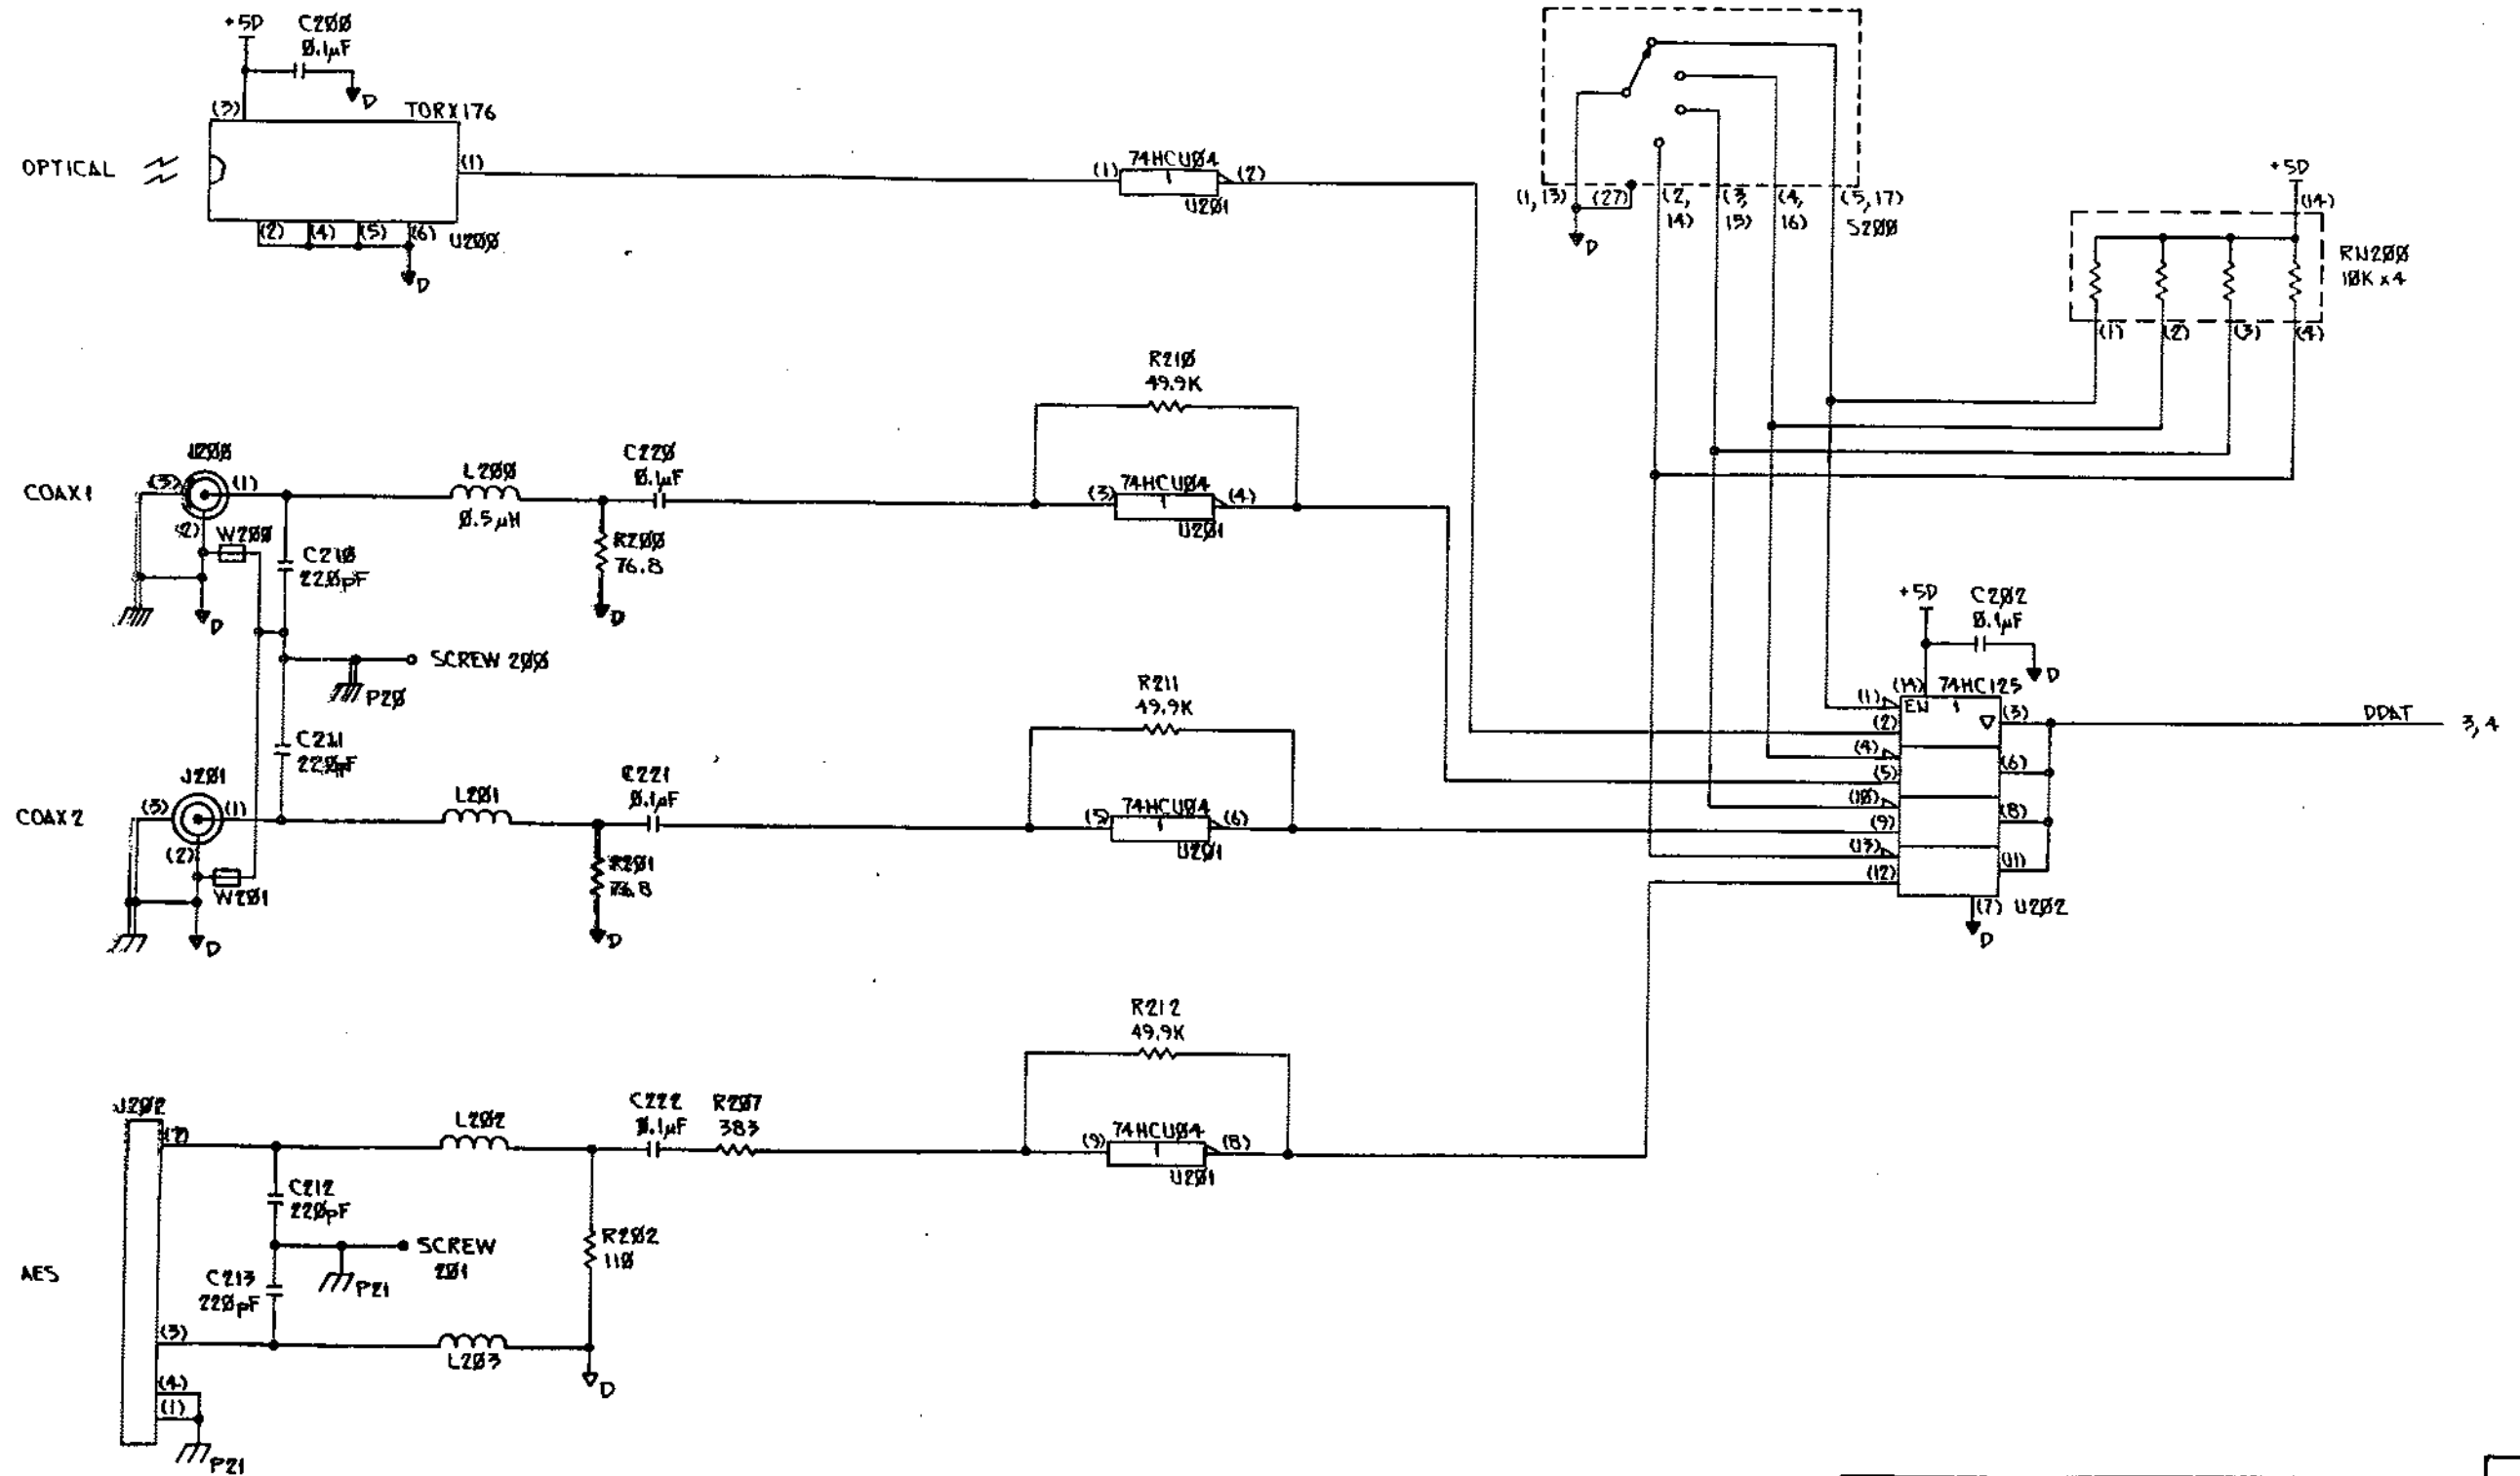 +5D
C200
0.1µF
D
(3)
TORX176
OPTICAL
(1)
(2)
(4)
(5)
(6)
U200
D
(1)
74HCU04
(2)
U201
(1, 13)
(27)
(2, 14)
(3, 15)
(4, 16)
(5, 17)
S200
D
+5D
(14)
RN200
10K x4
(1)
(2)
(3)
(4)
COAX1
J200
(3)
(1)
(2)
W200
D
C210
220pF
L200
0.5µH
C220
0.1µF
R200
76.8
D
R210
49.9K
(3)
74HCU04
(4)
U201
SCREW 200
P20
COAX2
J201
(3)
(1)
(2)
W201
D
C211
220pF
L201
C221
0.1µF
R201
76.8
D
R211
49.9K
(5)
74HCU04
(6)
U201
+5D
C202
0.1µF
D
(14)
74HC125
(1)
EN
1
(2)
(3)
(4)
(5)
(6)
(10)
(9)
(8)
(13)
(12)
(11)
(7)
U202
D
DDAT
3,4
AES
J202
(2)
(3)
(4)
(1)
P21
C212
220pF
SCREW
201
P21
C213
220pF
L202
L203
C222
0.1µF
R207
383
R202
110
D
R212
49.9K
(9)
74HCU04
(8)
U201